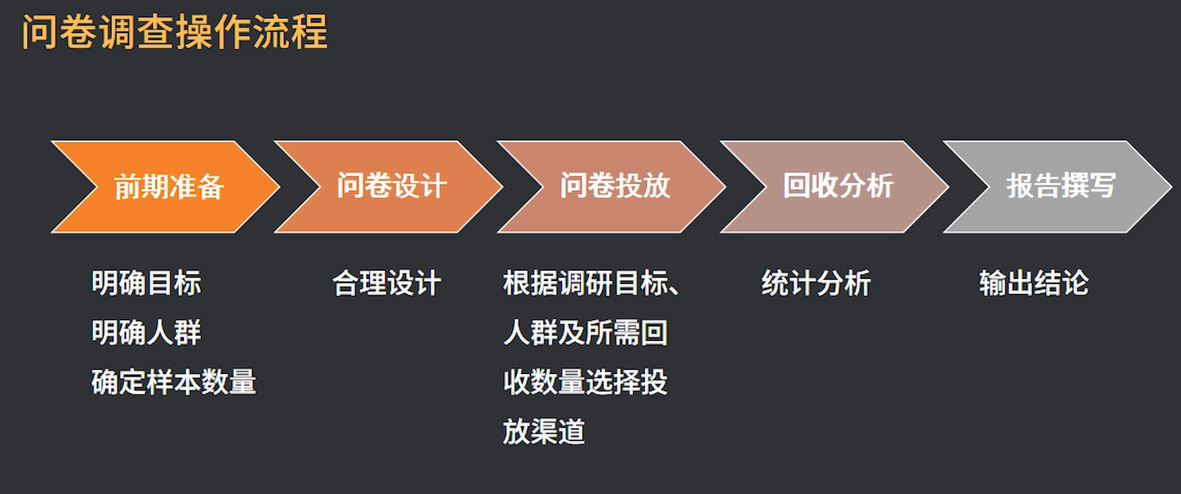 问卷调查操作流程
前期准备
问卷设计
问卷投放
回收分析
报告撰写
明确目标
明确人群
确定样本数量
合理设计
根据调研目标、
人群及所需回
收数量选择投
放渠道
统计分析
输出结论